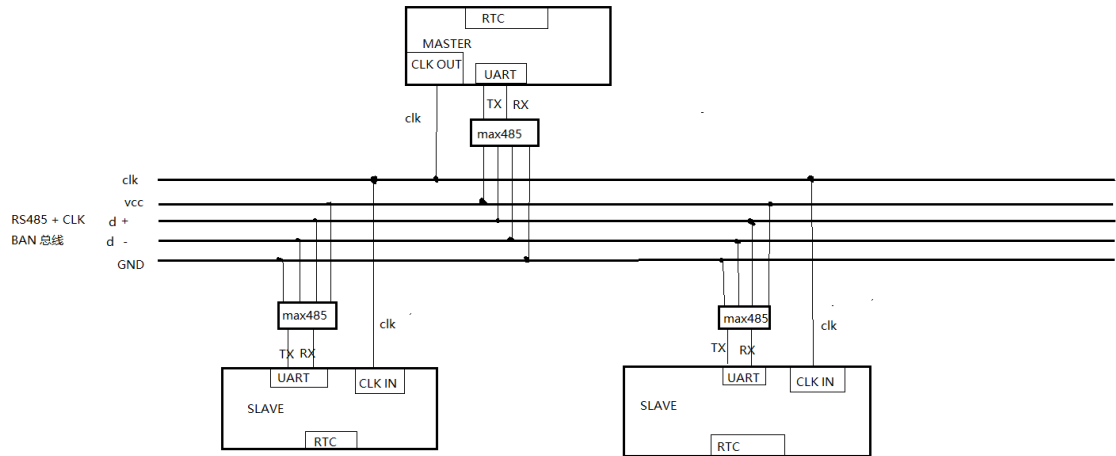 RTC
MASTER
CLK OUT
UART
TX RX
clk
max485
clk
vcc
RS485 + CLK d +
BAN 总线 d -
GND
max485
clk
TX RX
UART
CLK IN
SLAVE
RTC
max485
clk
TX RX
UART
CLK IN
SLAVE
RTC